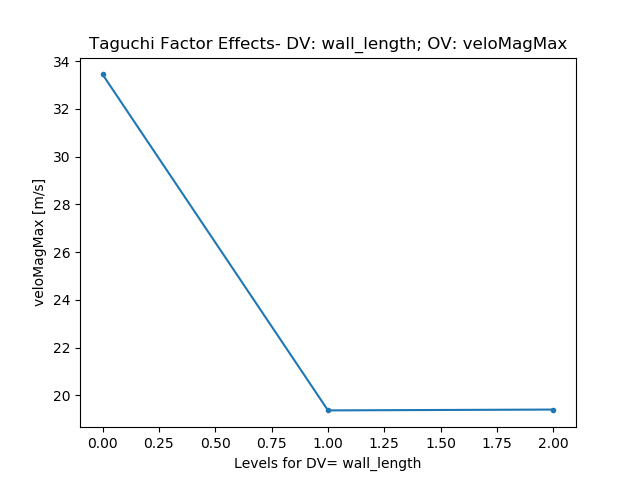 Taguchi Factor Effects- DV: wall_length; OV: veloMagMax
34
32
30
28
26
24
22
20
veloMagMax [m/s]
0.00 0.25 0.50 0.75 1.00 1.25 1.50 1.75 2.00
Levels for DV= wall_length